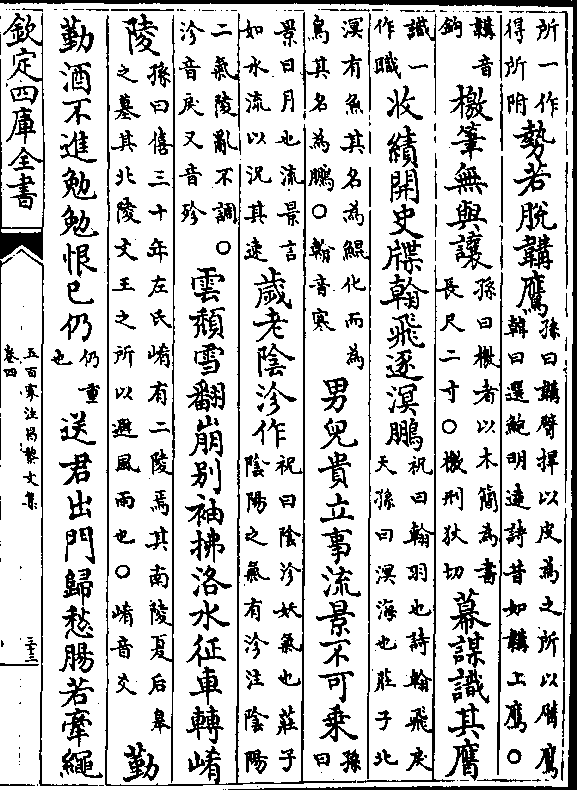 所一作得所附勢若脫韝鷹孫曰韝臂捍以皮為之所以臂鷹韓曰選鮑明遠詩昔如韝上鷹○
韝音鉤檄筆無與讓孫曰檄者以木簡為書長尺二寸○檄刑狄切幕謀識其膺
識一作職收績開史牒翰飛逐溟鵬祝曰翰羽也詩翰飛戾天孫曰溟海也莊子北
溟有魚其名為鯤化而為鳥其名為鵬○翰音寒男兒貴立事流景不可乗孫曰
景日月也流景言如水流以況其速歲老陰沴作祝曰陰沴妖氣也莊子陰陽之氣有沴注陰陽
二氣陵亂不調○沴音戾又音殄雲頽雪翻崩别袖拂洛水征車轉崤
陵孫曰僖三十年左氏崤有二陵焉其南陵夏后臯之墓其北陵文王之所以避風雨也○崤音爻勤
勤酒不進勉勉恨已仍仍重也送君出門歸愁腸若牽繩
欽定四庫全書
五百家注昌黎文集
卷四
二十三